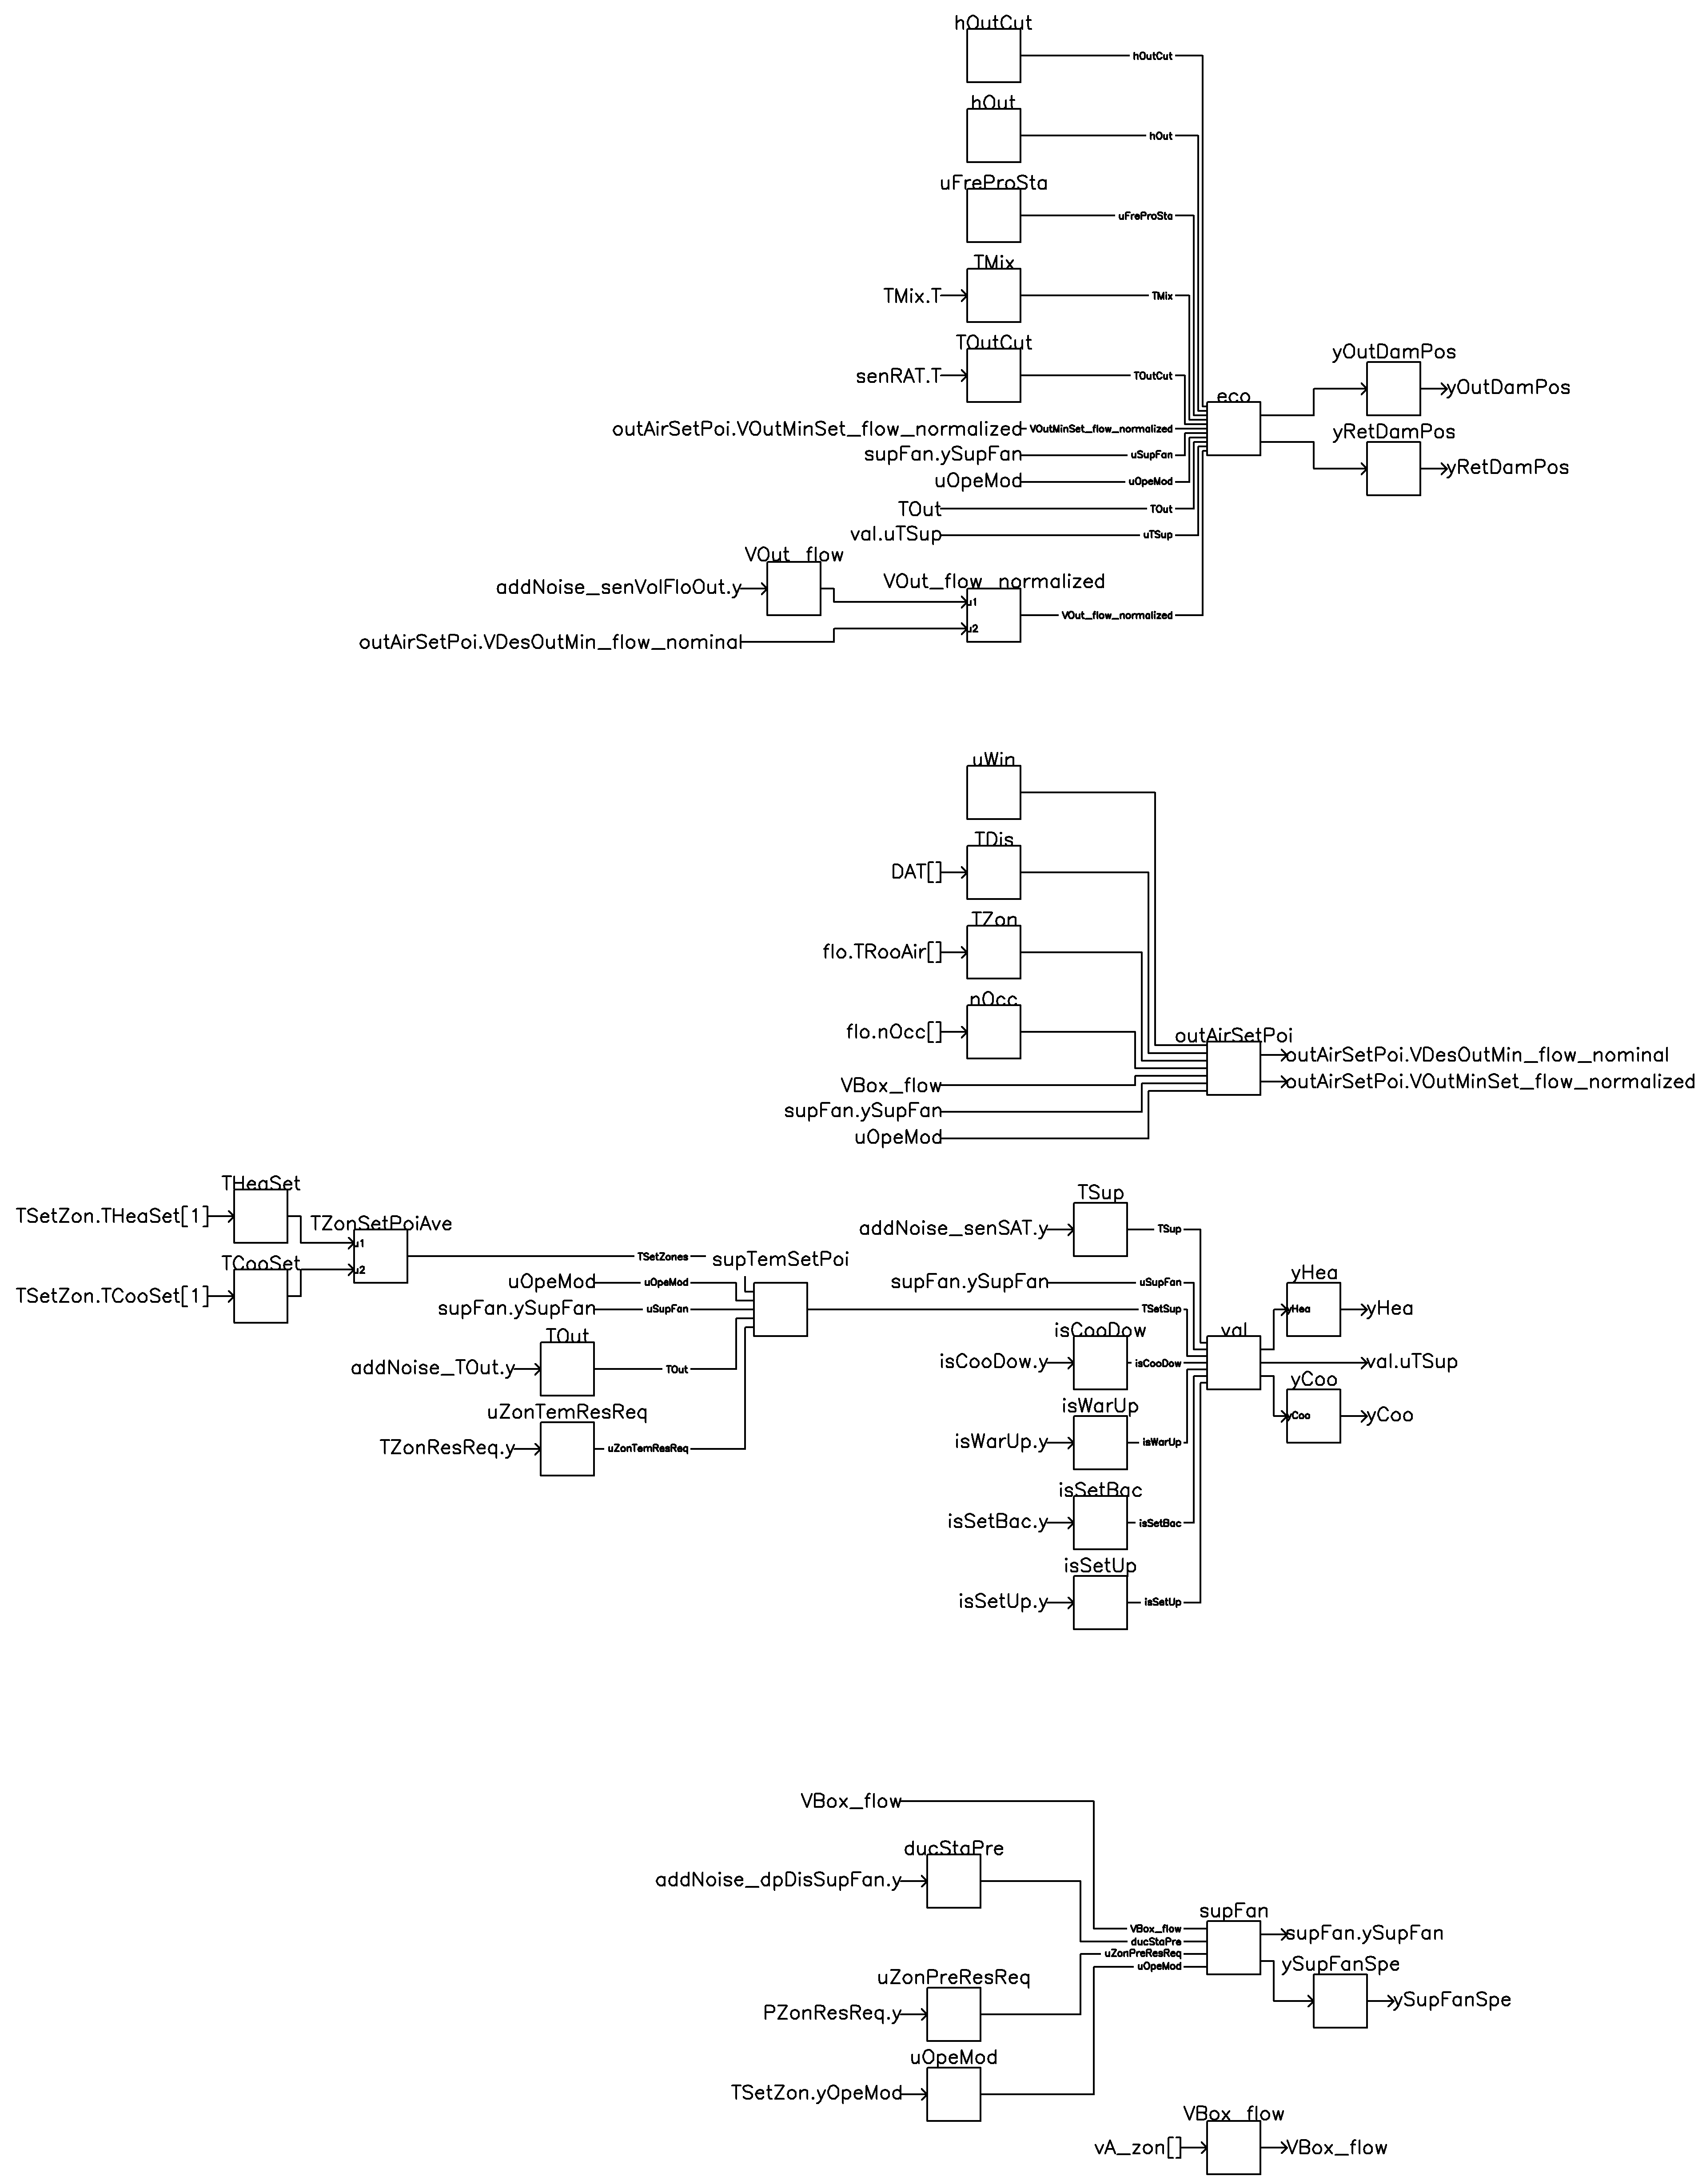 hOutCut
hOutCut
hOut
hOut
uFreProSta
uFreProSta
TMix
TMix.T
TMix
TOutCut
senRAT.T
TOutCut
yOutDamPos
yOutDamPos
eco
outAirSetPoi.VOutMinSet_flow_normalized
VOutMinSet_flow_normalized
yRetDamPos
yRetDamPos
supFan.ySupFan
uSupFan
uOpeMod
uOpeMod
TOut
TOut
val.uTSup
uTSup
VOut_flow
addNoise_senVolFloOut.y
VOut_flow_normalized
u1
u2
VOut_flow_normalized
outAirSetPoi.VDesOutMin_flow_nominal
uWin
TDis
DAT[]
TZon
flo.TRooAir[]
nOcc
flo.nOcc[]
outAirSetPoi
outAirSetPoi.VDesOutMin_flow_nominal
outAirSetPoi.VOutMinSet_flow_normalized
VBox_flow
supFan.ySupFan
uOpeMod
THeaSet
TSetZon.THeaSet[1]
TZonSetPoiAve
u1
u2
TCooSet
TSetZon.TCooSet[1]
TSetZones
supTemSetPoi
uOpeMod
uOpeMod
supFan.ySupFan
uSupFan
TOut
addNoise_TOut.y
TOut
uZonTemResReq
TZonResReq.y
uZonTemResReq
TSup
addNoise_senSAT.y
TSup
supFan.ySupFan
uSupFan
TSetSup
yHea
yHea
yHea
isCooDow
isCooDow.y
isCooDow
val
val.uTSup
yCoo
yCoo
yCoo
isWarUp
isWarUp.y
isWarUp
isSetBac
isSetBac.y
isSetBac
isSetUp
isSetUp.y
isSetUp
VBox_flow
ducStaPre
addNoise_dpDisSupFan.y
supFan
VBox_flow
ducStaPre
uZonPreResReq
uOpeMod
supFan.ySupFan
ySupFanSpe
ySupFanSpe
uZonPreResReq
PZonResReq.y
uOpeMod
TSetZon.yOpeMod
VBox_flow
vA_zon[]
VBox_flow